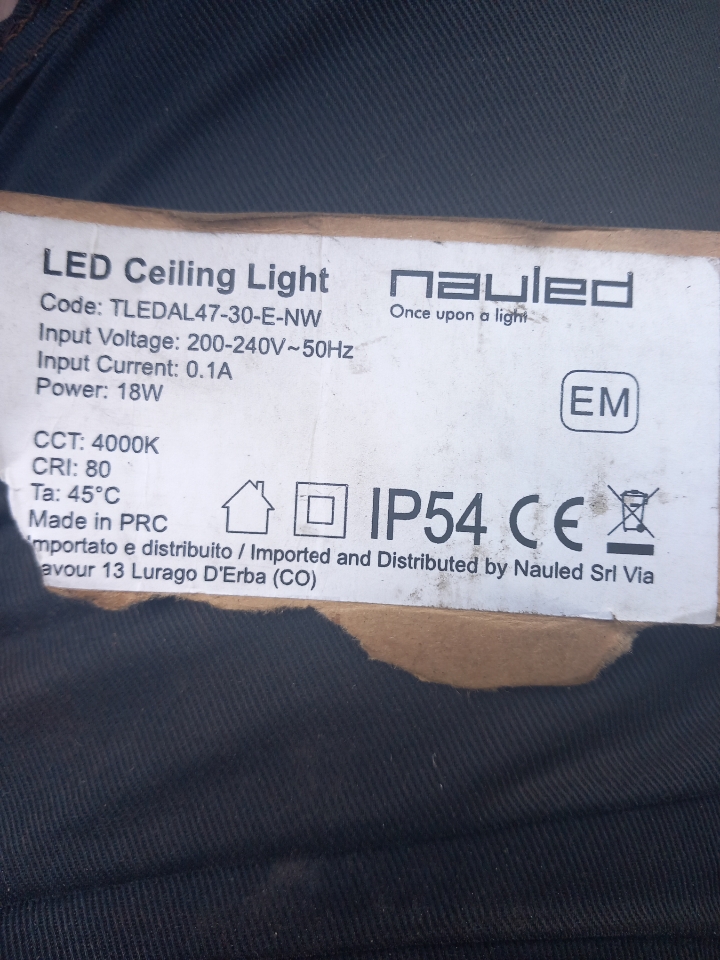 LED Ceiling Light
nauled
Once upon a light
Code: TLEDAL47-30-E-NW
Input Voltage: 200-240V~50Hz
Input Current: 0.1A
Power: 18W
EM
CCT: 4000K
CRI: 80
Ta: 45°C
Made in PRC
IP54 CE
Importato e distribuito / Imported and Distributed by Nauled Srl Via
avour 13 Lurago D'Erba (CO)